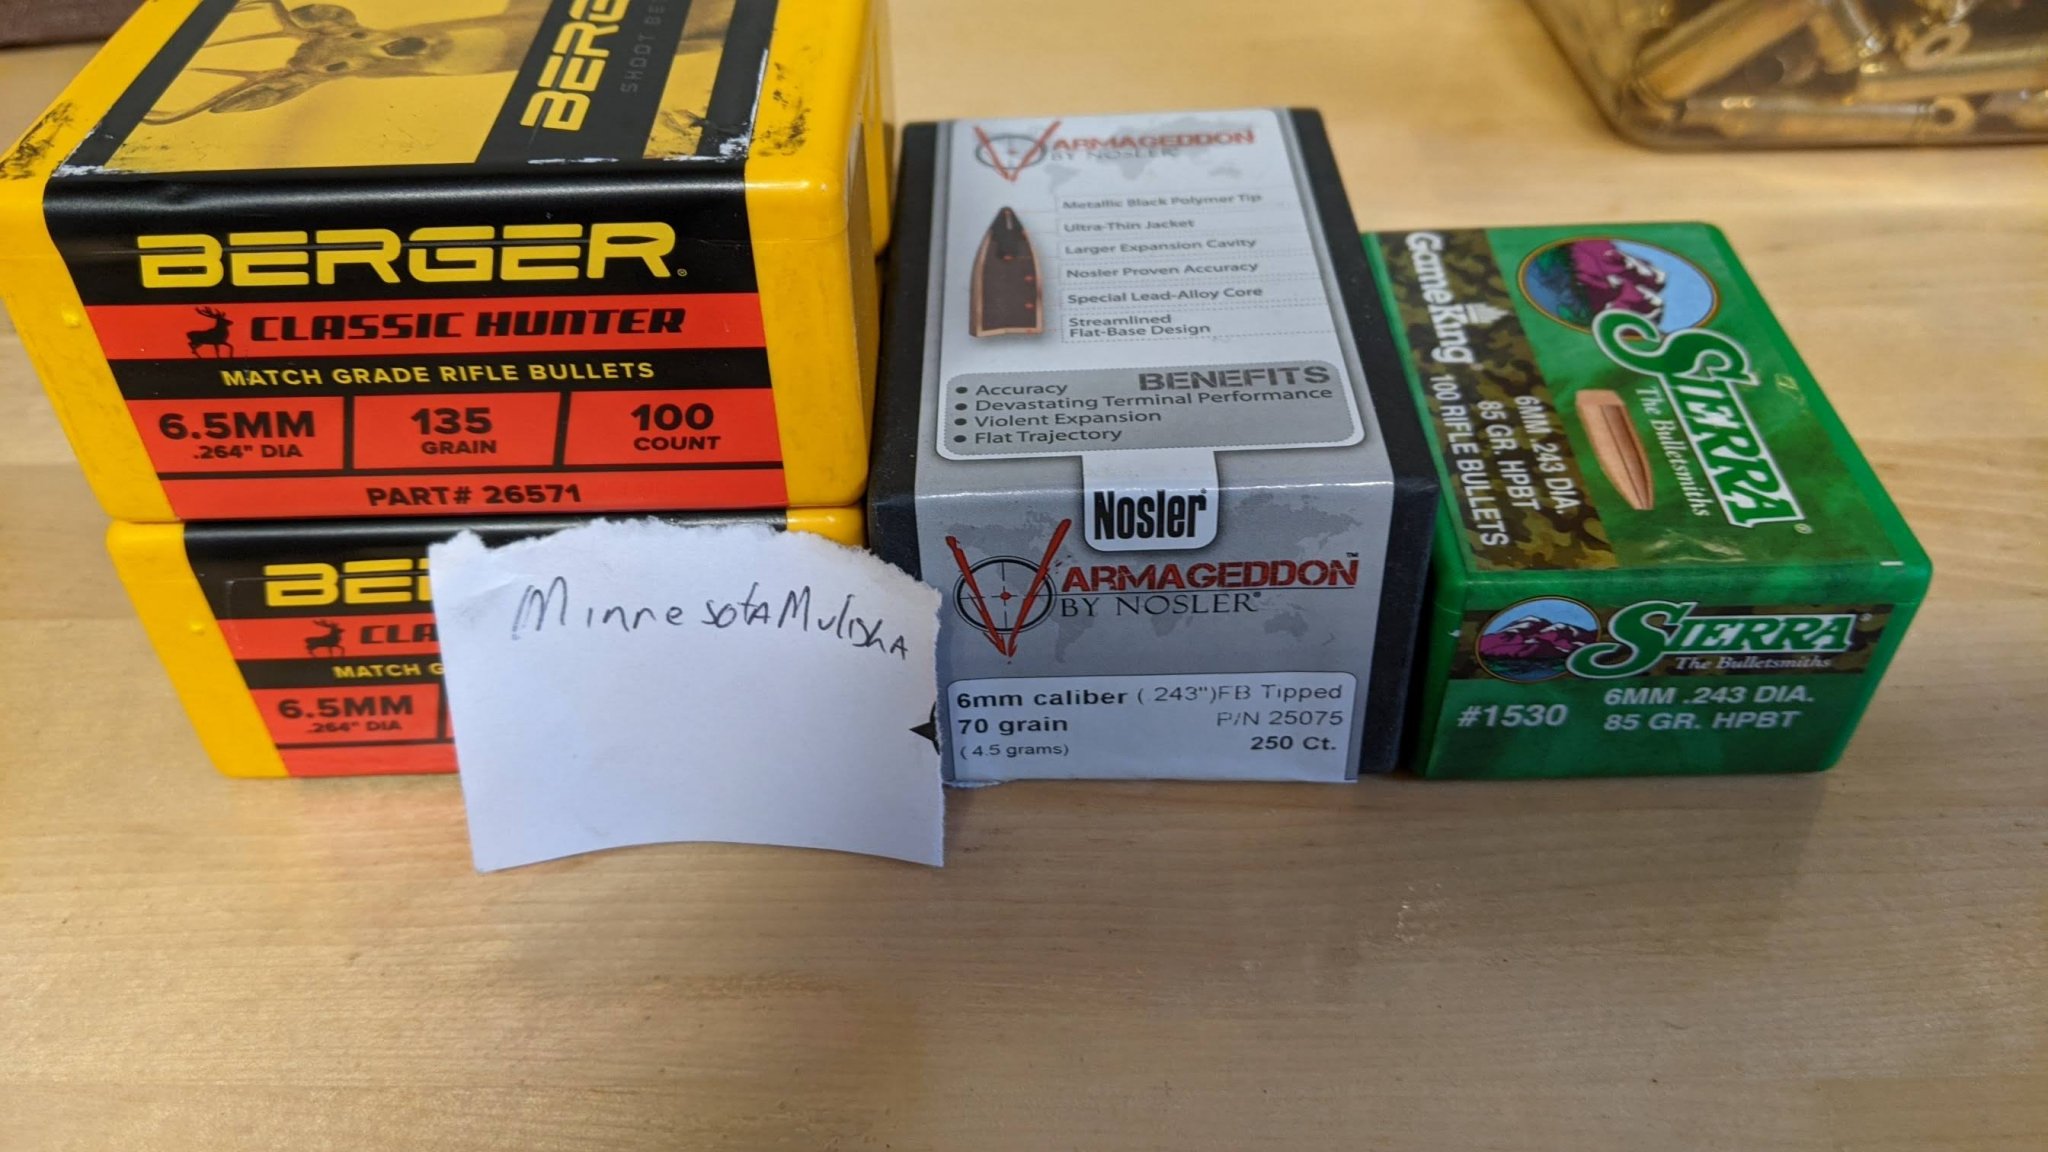 BERGER
BERGER
CLASSIC HUNTER
MATCH GRADE RIFLE BULLETS
6.5MM
.264" DIA
135
GRAIN
100
COUNT
PART# 26571
CLA
MATCH G
6.5MM
.264" DIA
MinnesotaMulisha
VARMAGEDDON
BY NOSLER
Metallic Black Polymer Tip
Ultra-Thin Jacket
Larger Expansion Cavity
Nosler Proven Accuracy
Special Lead-Alloy Core
Streamlined
Flat-Base Design
BENEFITS
• Accuracy
• Devastating Terminal Performance
• Violent Expansion
• Flat Trajectory
Nosler®
VARMAGEDDON™
BY NOSLER®
6mm caliber (.243") FB Tipped
70 grain P/N 25075
(4.5 grams) 250 Ct.
GameKing
100 RIFLE BULLETS
6MM .243 DIA.
85 GR. HPBT
SIERRA®
The Bulletsmiths
SIERRA®
The Bulletsmiths
#1530
6MM .243 DIA.
85 GR. HPBT